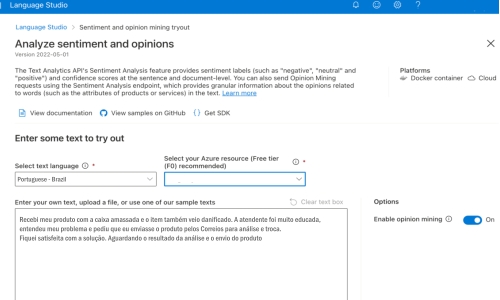 Language Studio
Language Studio > Sentiment and opinion mining tryout
Analyze sentiment and opinions
Version 2022-05-01
The Text Analytics API's Sentiment Analysis feature provides sentiment labels (such as "negative", "neutral" and
"positive") and confidence scores at the sentence and document-level. You can also send Opinion Mining
requests using the Sentiment Analysis endpoint, which provides granular information about the opinions related
to words (such as the attributes of products or services) in the text. Learn more
Platforms
Docker container Cloud
View documentation View samples on GitHub {} Get SDK
Enter some text to try out
Select text language *
Select your Azure resource (Free tier
(F0) recommended) *
Portuguese - Brazil
Enter your own text, upload a file, or use one of our sample texts
Clear text box
Recebi meu produto com a caixa amassada e o item também veio danificado. A atendente foi muito educada,
entendeu meu problema e pediu que eu enviasse o produto pelos Correios para análise e troca.
Fiquei satisfeita com a solução. Aguardando o resultado da análise e o envio do produto
Options
Enable opinion mining On